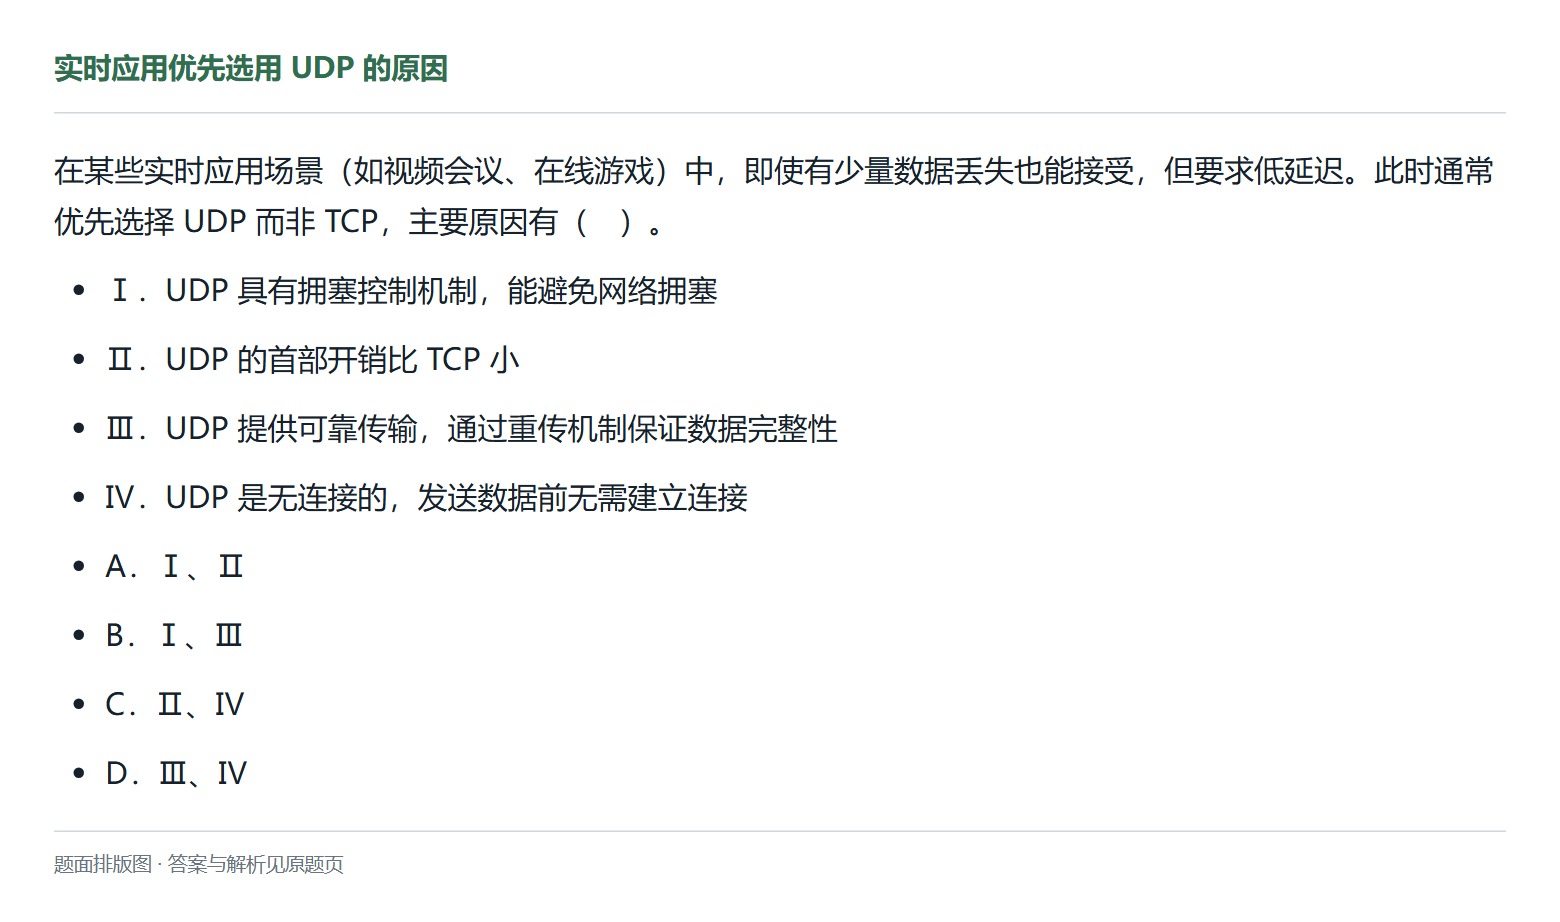 实时应用优先选用 UDP 的原因
在某些实时应用场景（如视频会议、在线游戏）中，即使有少量数据丢失也能接受，但要求低延迟。此时通常
优先选择 UDP 而非 TCP，主要原因有（　）。
• Ⅰ．UDP 具有拥塞控制机制，能避免网络拥塞
• Ⅱ．UDP 的首部开销比 TCP 小
• Ⅲ．UDP 提供可靠传输，通过重传机制保证数据完整性
• Ⅳ．UDP 是无连接的，发送数据前无需建立连接
• A．Ⅰ、Ⅱ
• B．Ⅰ、Ⅲ
• C．Ⅱ、Ⅳ
• D．Ⅲ、Ⅳ
题面排版图 · 答案与解析见原题页